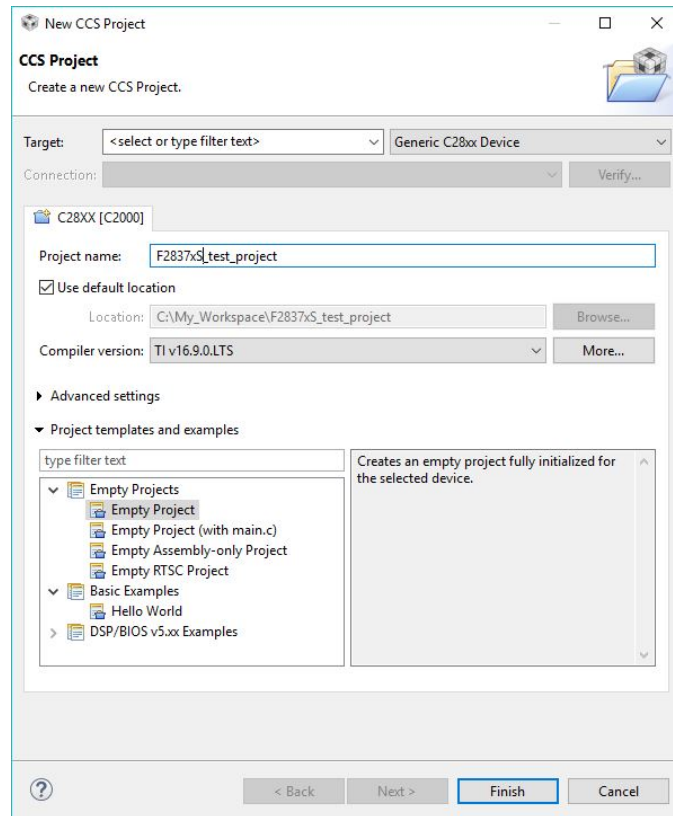 New CCS Project
CCS Project
Create a new CCS Project.
Target: <select or type filter text> Generic C28xx Device
Connection: Verify...
C28XX [C2000]
Project name: F2837xS_test_project
Use default location
Location: C:\My_Workspace\F2837xS_test_project Browse...
Compiler version: TI v16.9.0.LTS More...
Advanced settings
Project templates and examples
type filter text
Empty Projects
Empty Project
Empty Project (with main.c)
Empty Assembly-only Project
Empty RTSC Project
Basic Examples
Hello World
DSP/BIOS v5.xx Examples
Creates an empty project fully initialized for
the selected device.
? < Back Next > Finish Cancel